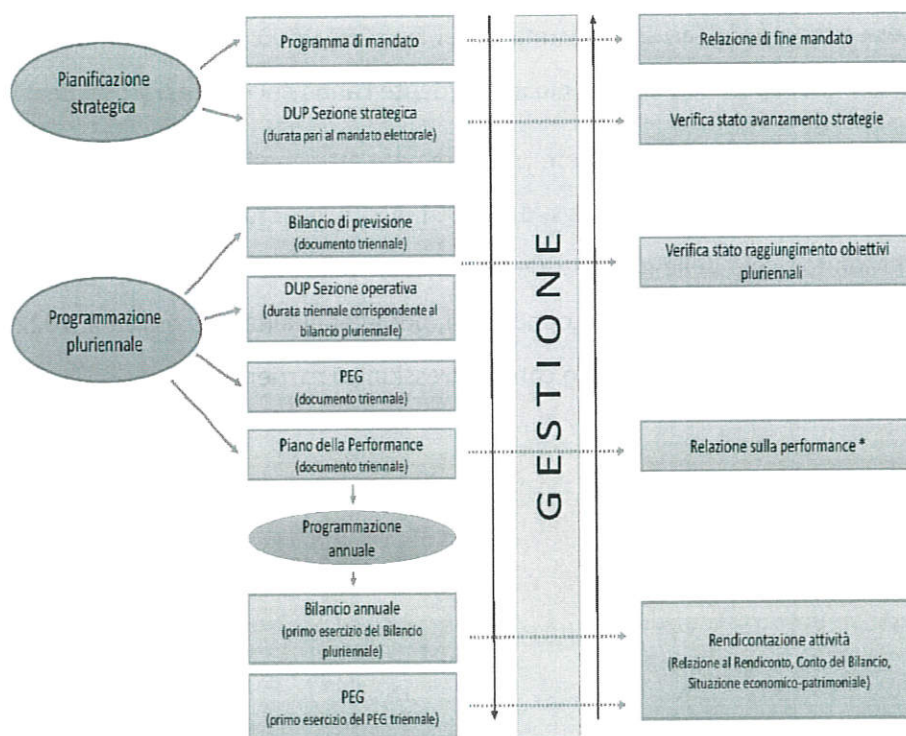 Pianificazione
strategica
Programma di mandato
Relazione di fine mandato
DUP Sezione strategica
(durata pari al mandato elettorale)
Verifica stato avanzamento strategie
Programmazione
pluriennale
Bilancio di previsione
(documento triennale)
Verifica stato raggiungimento obiettivi
pluriennali
DUP Sezione operativa
(durata triennale corrispondente al
bilancio pluriennale)
PEG
(documento triennale)
Piano della Performance
(documento triennale)
Relazione sulla performance *
GESTIONE
Programmazione
annuale
Bilancio annuale
(primo esercizio del Bilancio
pluriennale)
PEG
(primo esercizio del PEG triennale)
Rendicontazione attività
(Relazione al Rendiconto, Conto del Bilancio,
Situazione economico-patrimoniale)